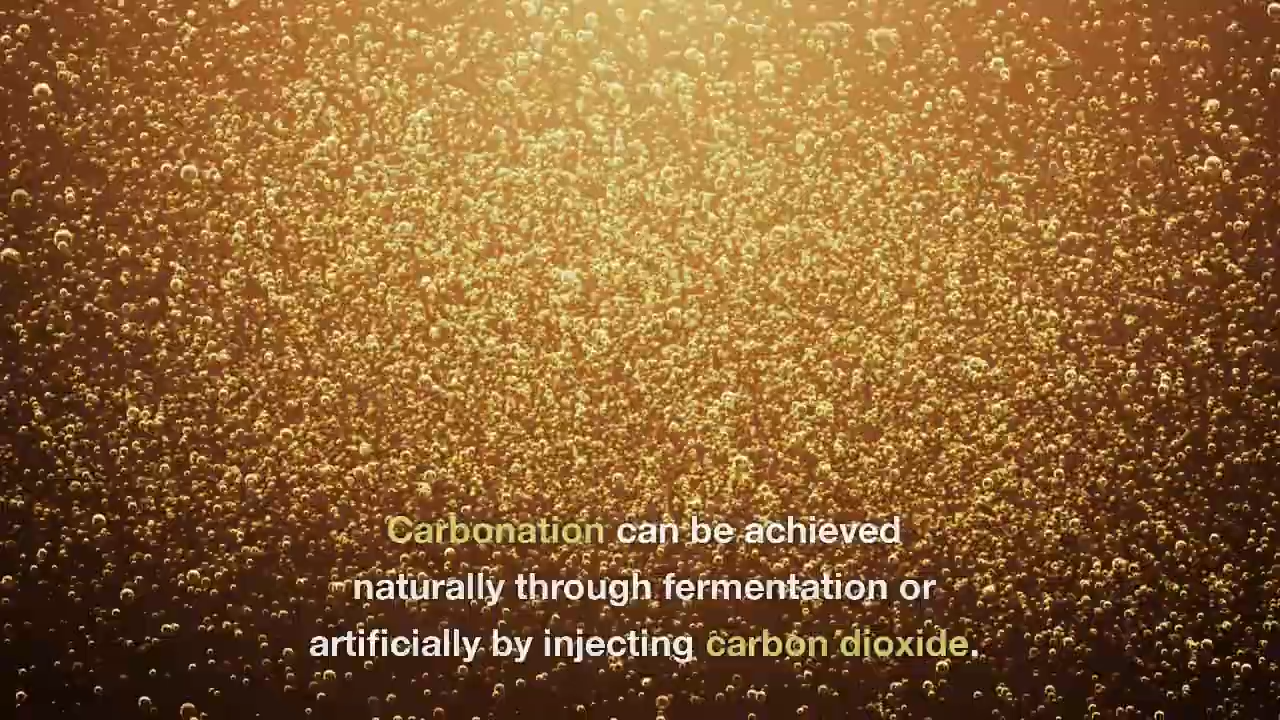 Carbonation can be achieved
naturally through fermentation or
artificially by injecting carbon dioxide.